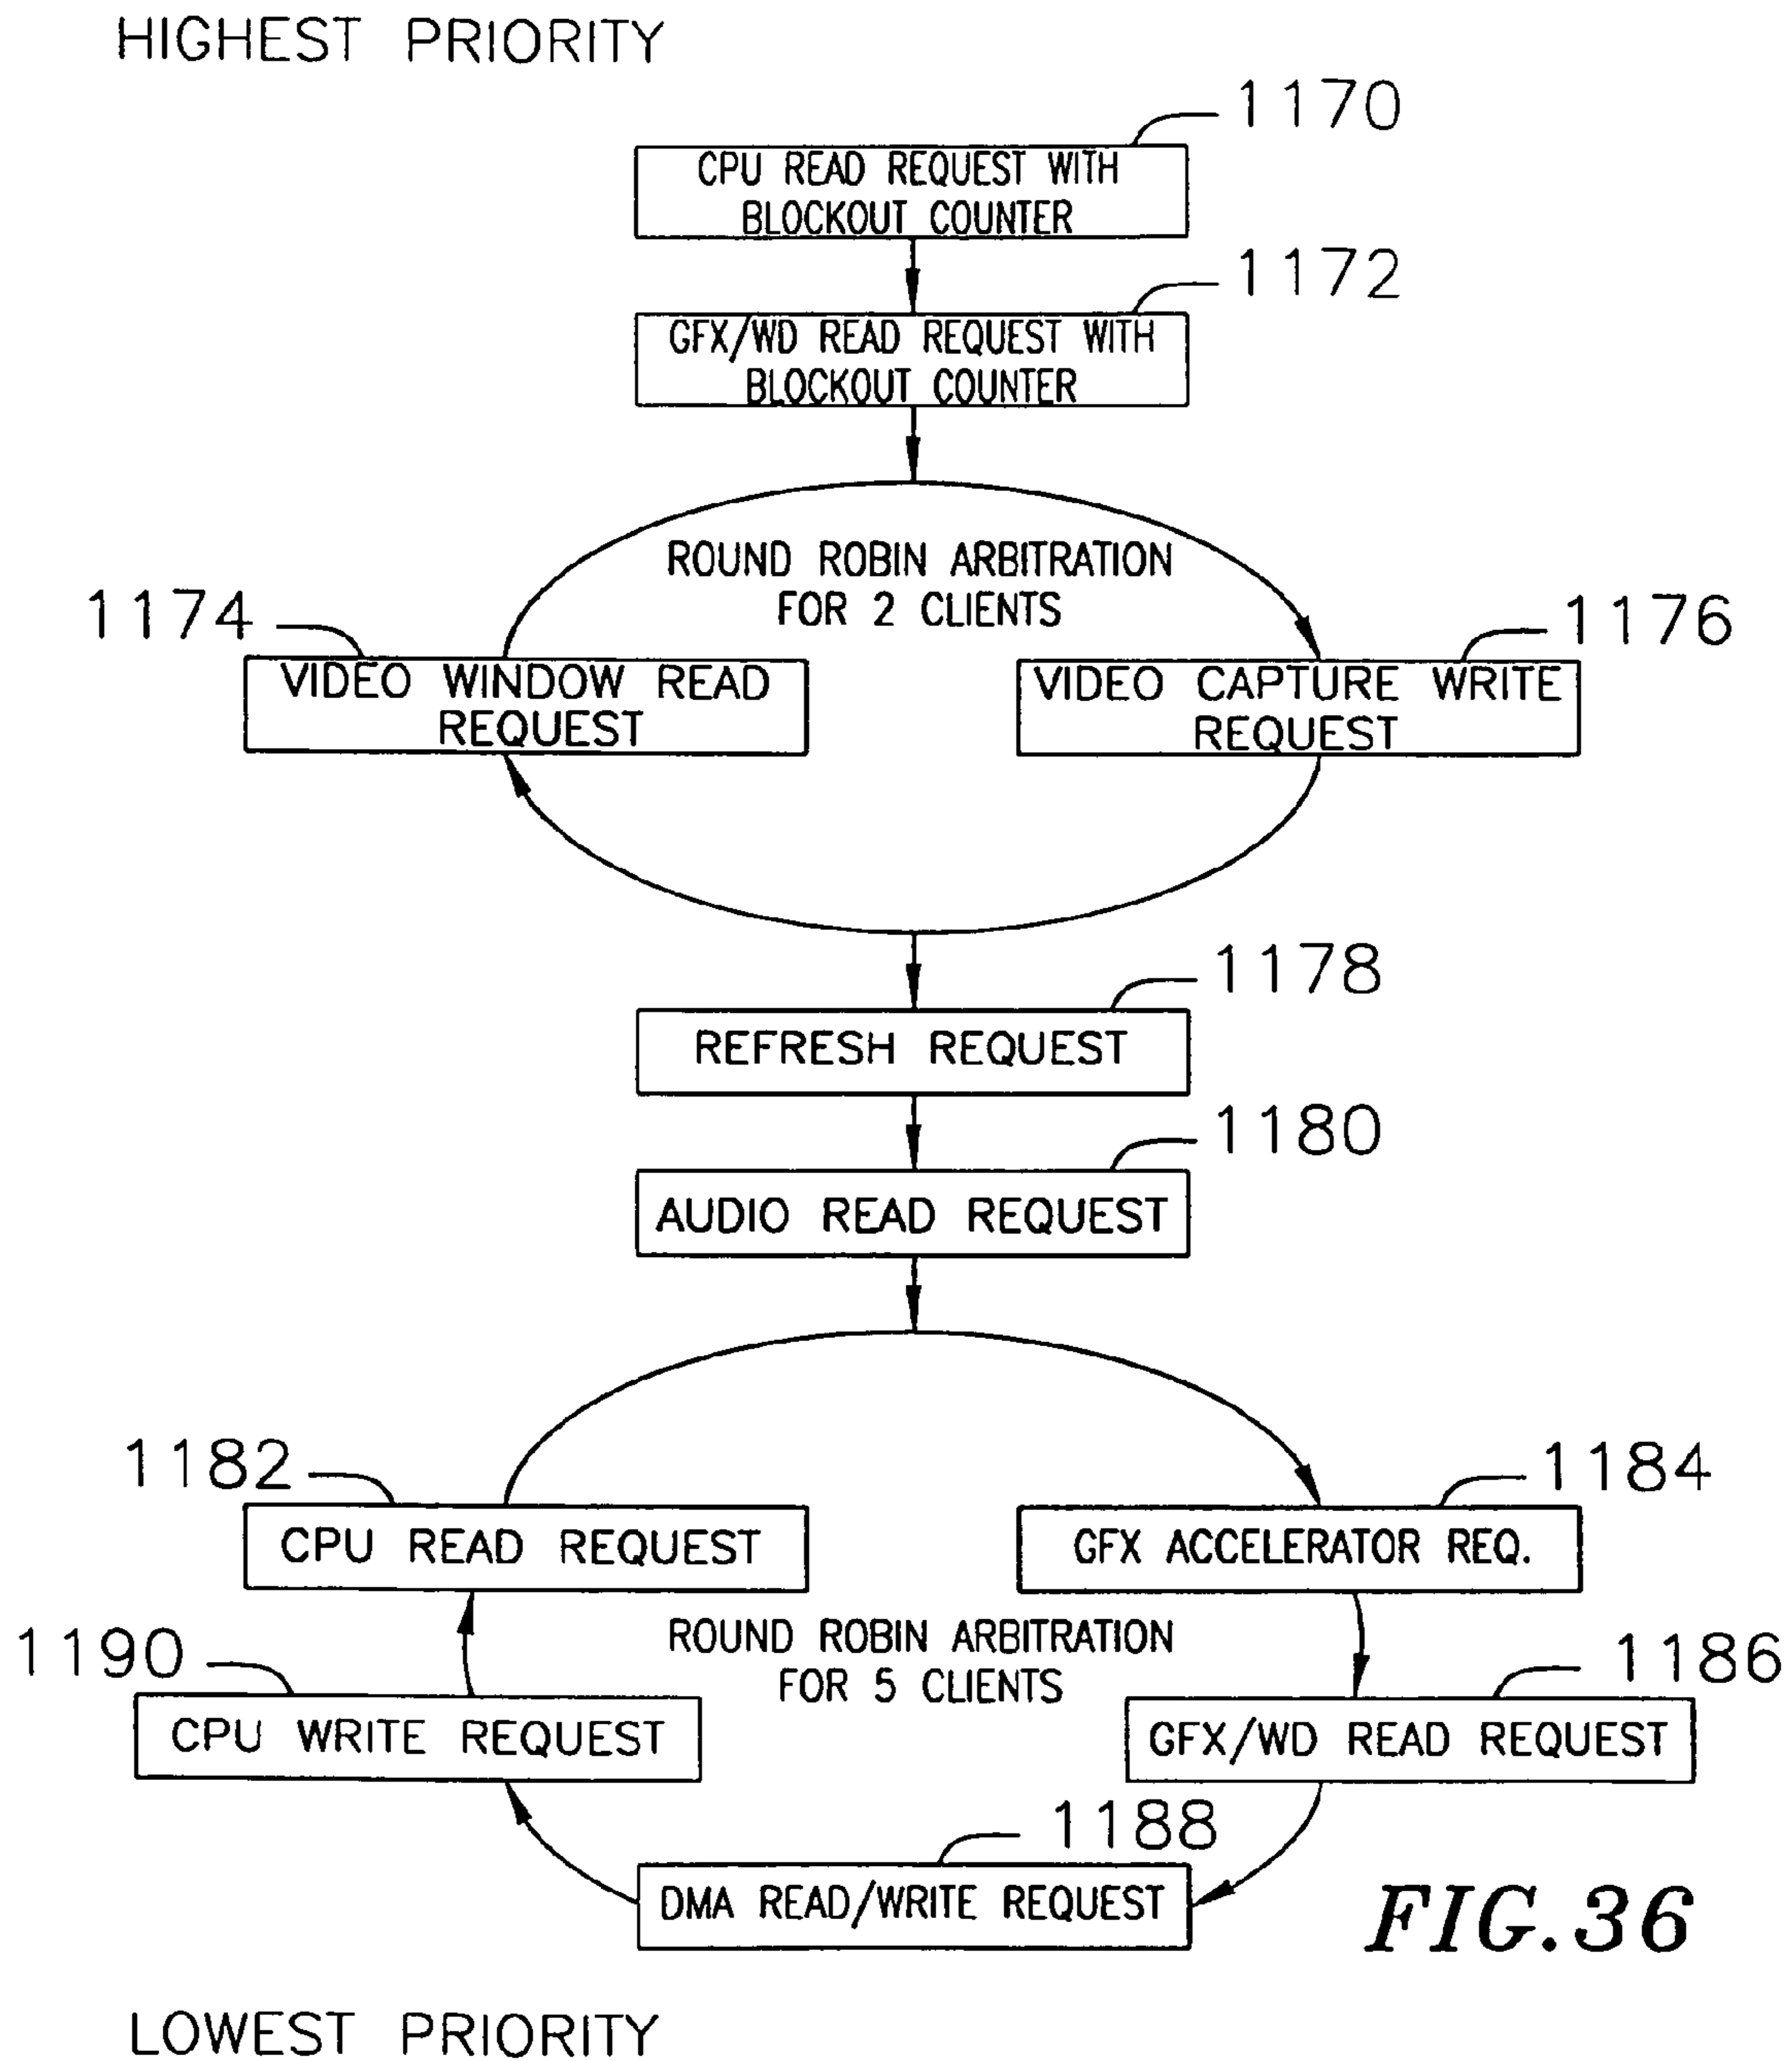 HIGHEST PRIORITY
1170
CPU READ REQUEST WITH
BLOCKOUT COUNTER
1172
GFX/WD READ REQUEST WITH
BLOCKOUT COUNTER
ROUND ROBIN ARBITRATION
FOR 2 CLIENTS
1174
1176
VIDEO WINDOW READ
REQUEST
VIDEO CAPTURE WRITE
REQUEST
1178
REFRESH REQUEST
1180
AUDIO READ REQUEST
1182
1184
CPU READ REQUEST
GFX ACCELERATOR REQ.
ROUND ROBIN ARBITRATION
FOR 5 CLIENTS
1190
1186
CPU WRITE REQUEST
GFX/WD READ REQUEST
1188
DMA READ/WRITE REQUEST
FIG.36
LOWEST PRIORITY